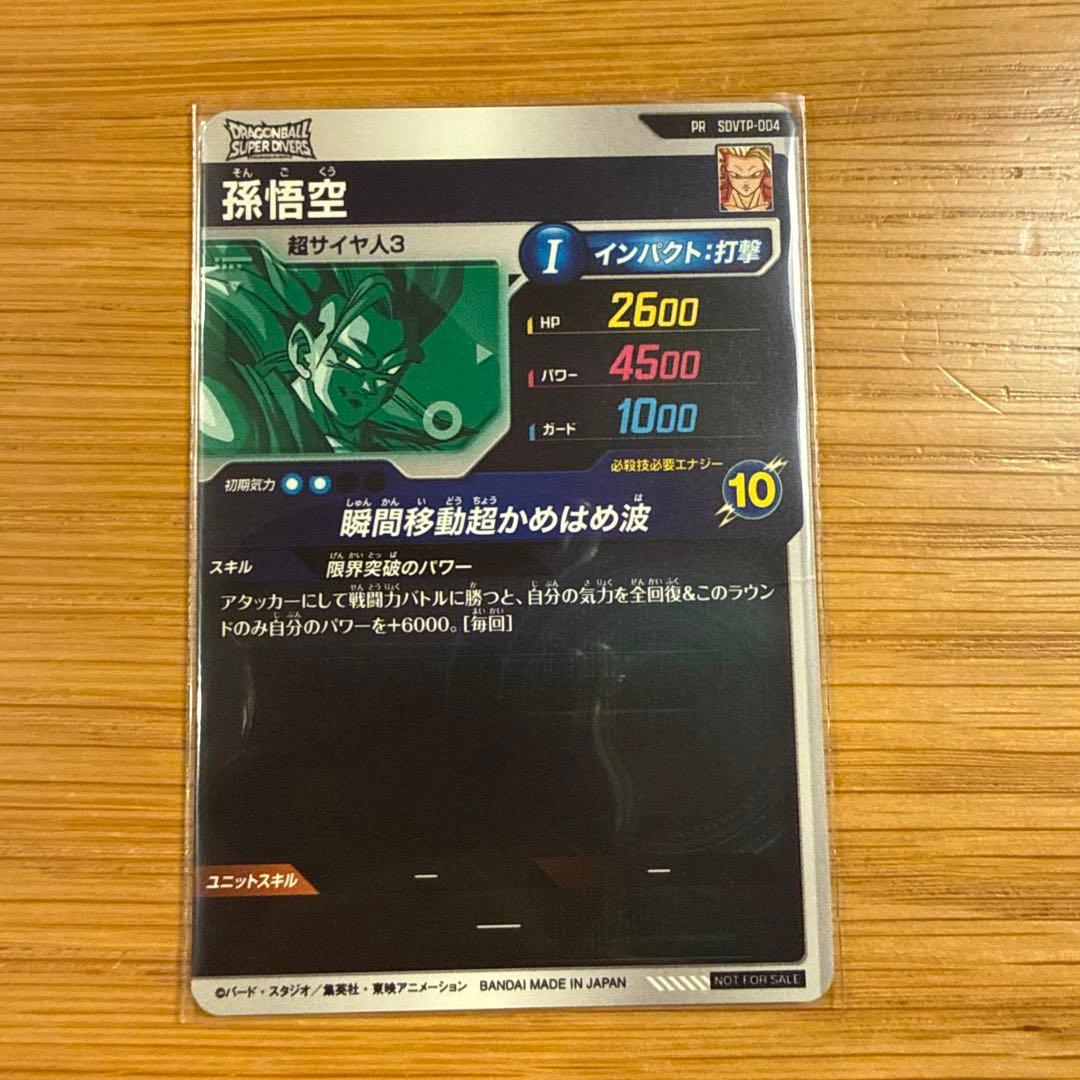 DRAGONBALL
SUPER DIVERS
PR SDVTP-004
そん ご くう
孫悟空
超サイヤ人3
I インパクト:打撃
HP 2600
パワー 4500
ガード 1000
初期気力
必殺技必要エナジー
10
しゅん かん い どう ちょう は
瞬間移動超かめはめ波
げん かい とっ ぱ
スキル 限界突破のパワー
せん とう りょく か じ ぶん き りょく ぜん かい ふく
アタッカーにして戦闘力バトルに勝つと、自分の気力を全回復&このラウン
じ ぶん まい かい
ドのみ自分のパワーを+6000。[毎回]
ユニットスキル — —
—
©バード・スタジオ/集英社・東映アニメーション BANDAI MADE IN JAPAN
NOT FOR SALE